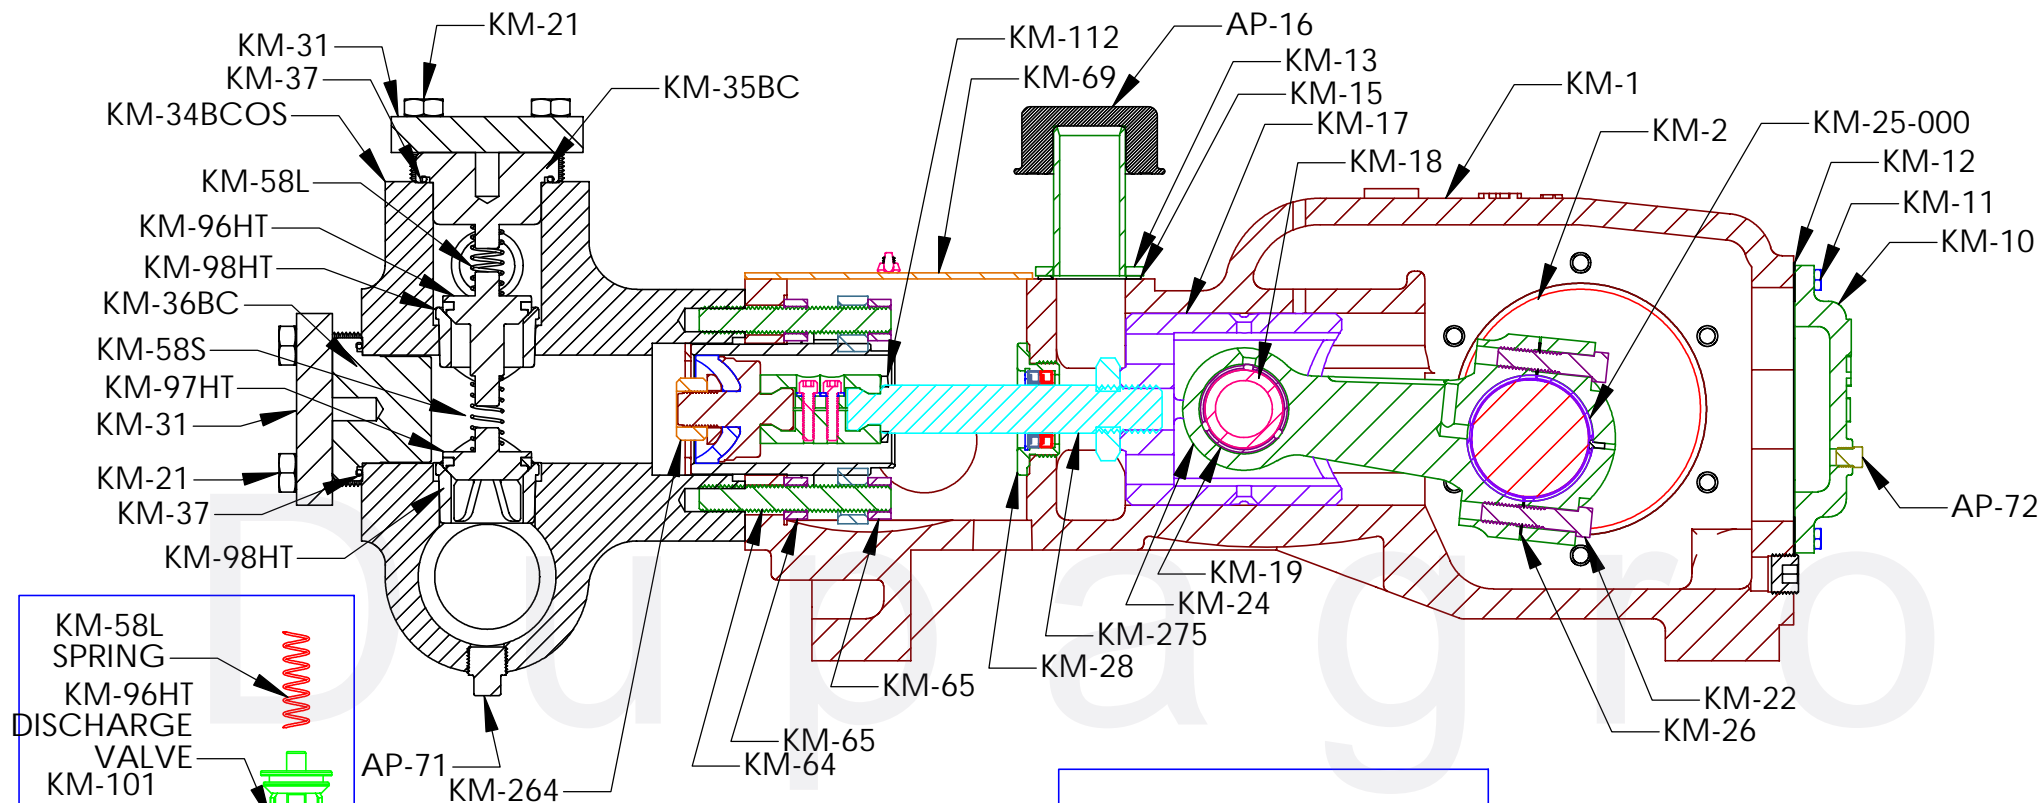 KM-21
KM-31
KM-37
KM-34BCOS
KM-35BC
KM-58L
KM-96HT
KM-98HT
KM-36BC
KM-58S
KM-97HT
KM-31
KM-21
KM-37
KM-98HT
KM-112
KM-69
AP-16
KM-13
KM-15
KM-17
KM-18
KM-1
KM-2
KM-25-000
KM-12
KM-11
KM-10
AP-72
KM-19
KM-24
KM-275
KM-28
KM-22
KM-26
KM-65
KM-65
KM-64
AP-71
KM-264
KM-58L
SPRING
KM-96HT
DISCHARGE
VALVE
KM-101
Dupagro